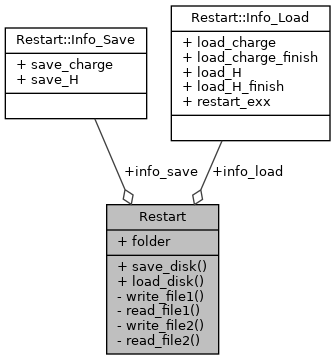 Restart::Info_Save
+ save_charge
+ save_H
Restart::Info_Load
+ load_charge
+ load_charge_finish
+ load_H
+ load_H_finish
+ restart_exx
+info_save
+info_load
Restart
+ folder
+ save_disk()
+ load_disk()
- write_file1()
- read_file1()
- write_file2()
- read_file2()